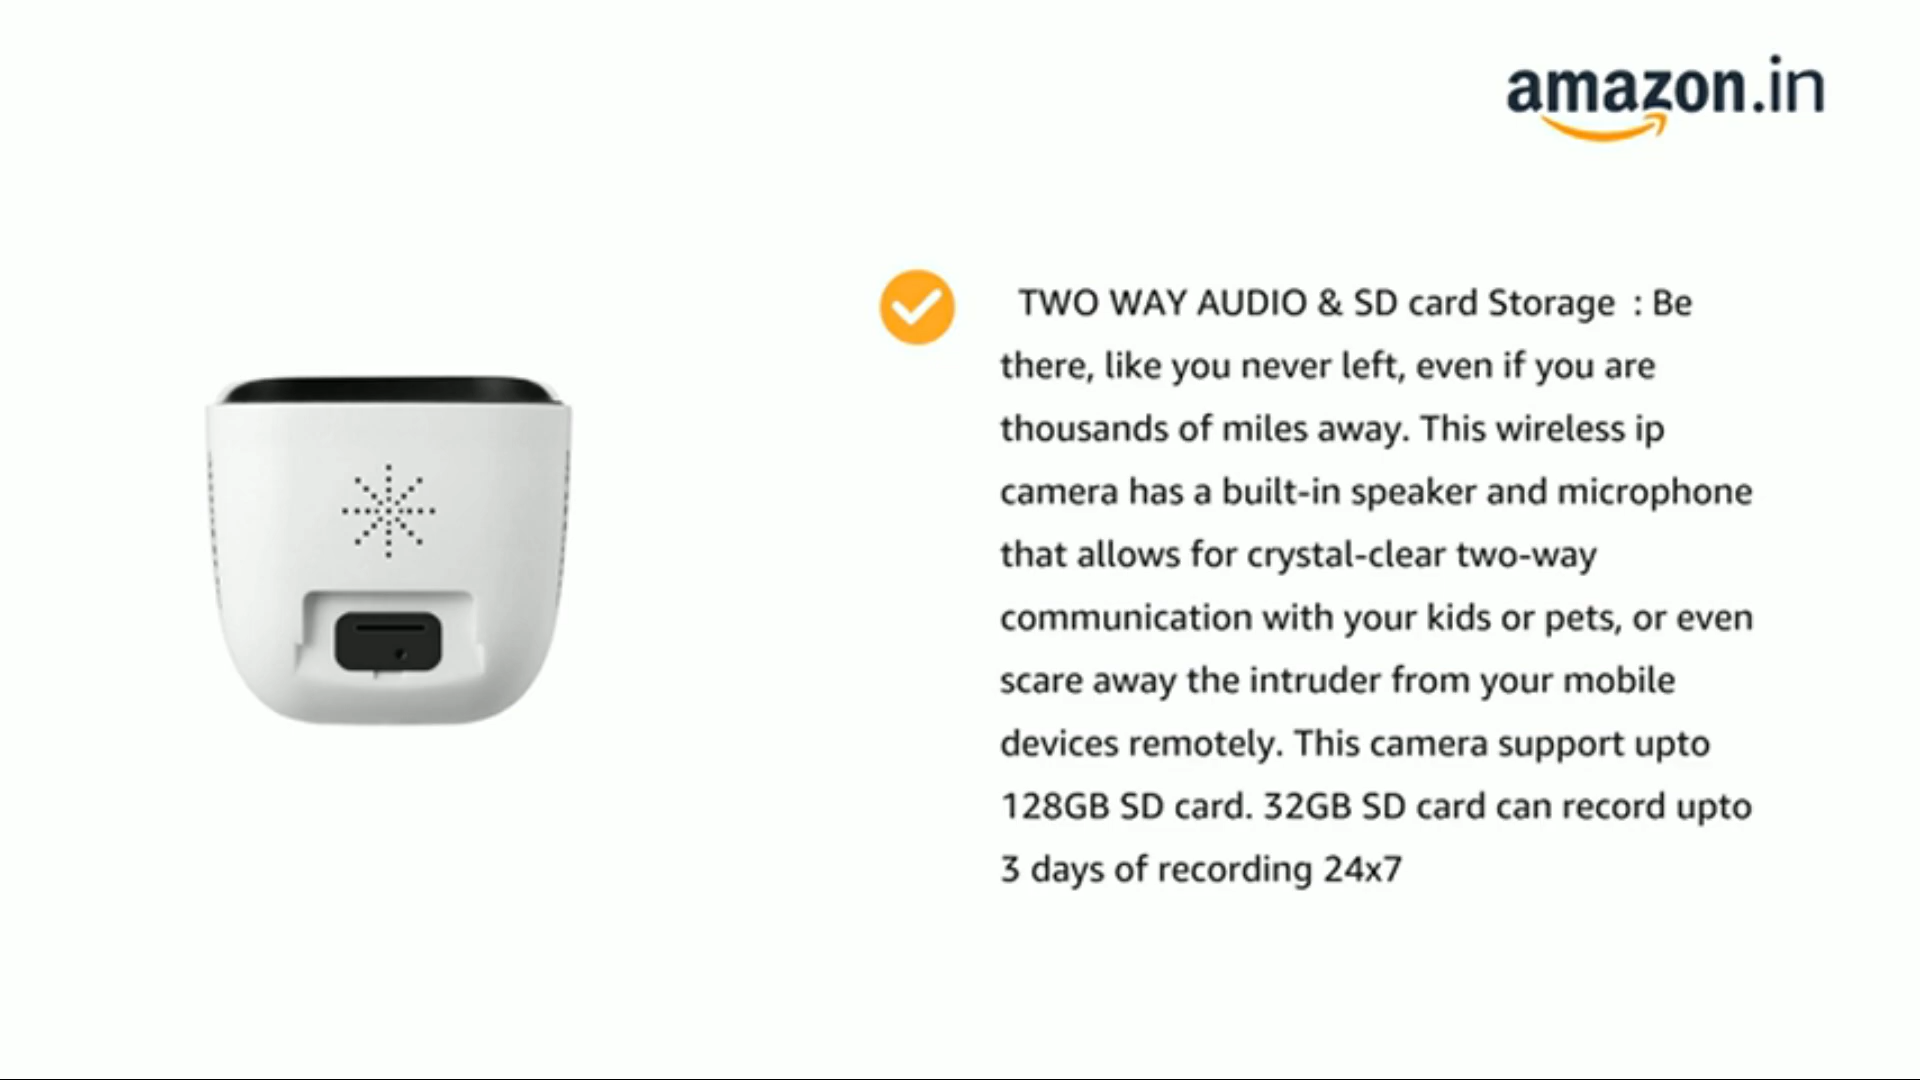 amazon.in
TWO WAY AUDIO & SD card Storage : Be
there, like you never left, even if you are
thousands of miles away. This wireless ip
camera has a built-in speaker and microphone
that allows for crystal-clear two-way
communication with your kids or pets, or even
scare away the intruder from your mobile
devices remotely. This camera support upto
128GB SD card. 32GB SD card can record upto
3 days of recording 24x7